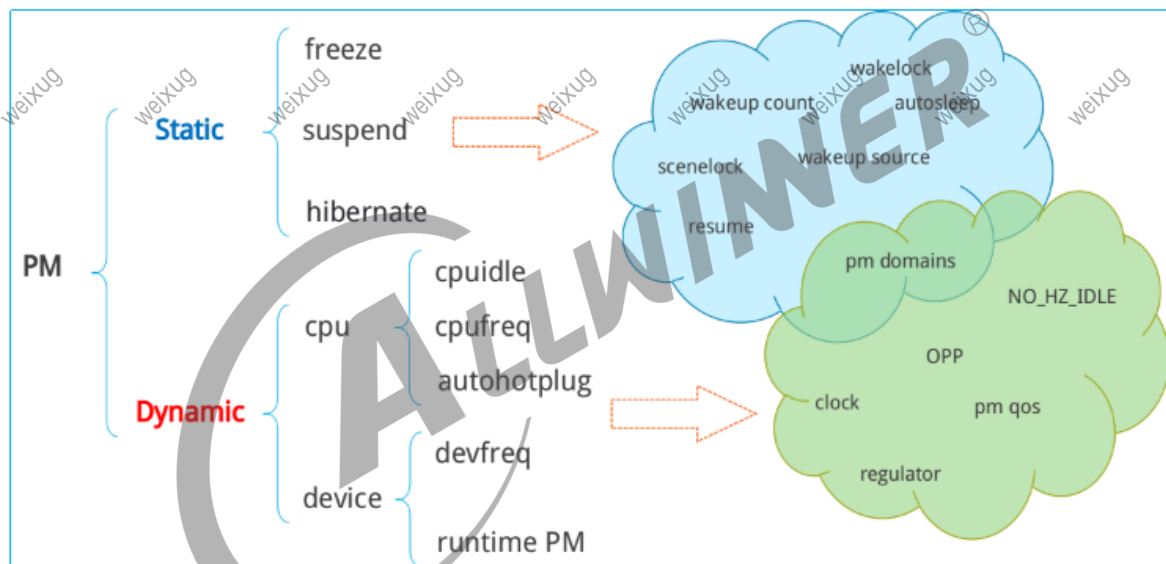 PM
Static
freeze
suspend
hibernate
Dynamic
cpu
cpuidle
cpufreq
autohotplug
device
devfreq
runtime PM
wakelock
wakeup count
autosleep
scenelock
wakeup source
resume
pm domains
NO_HZ_IDLE
OPP
clock
pm qos
regulator
ALLWINNER®
weixug
weixug
weixug
weixug
weixug
weixug
weixug
weixug
weixug